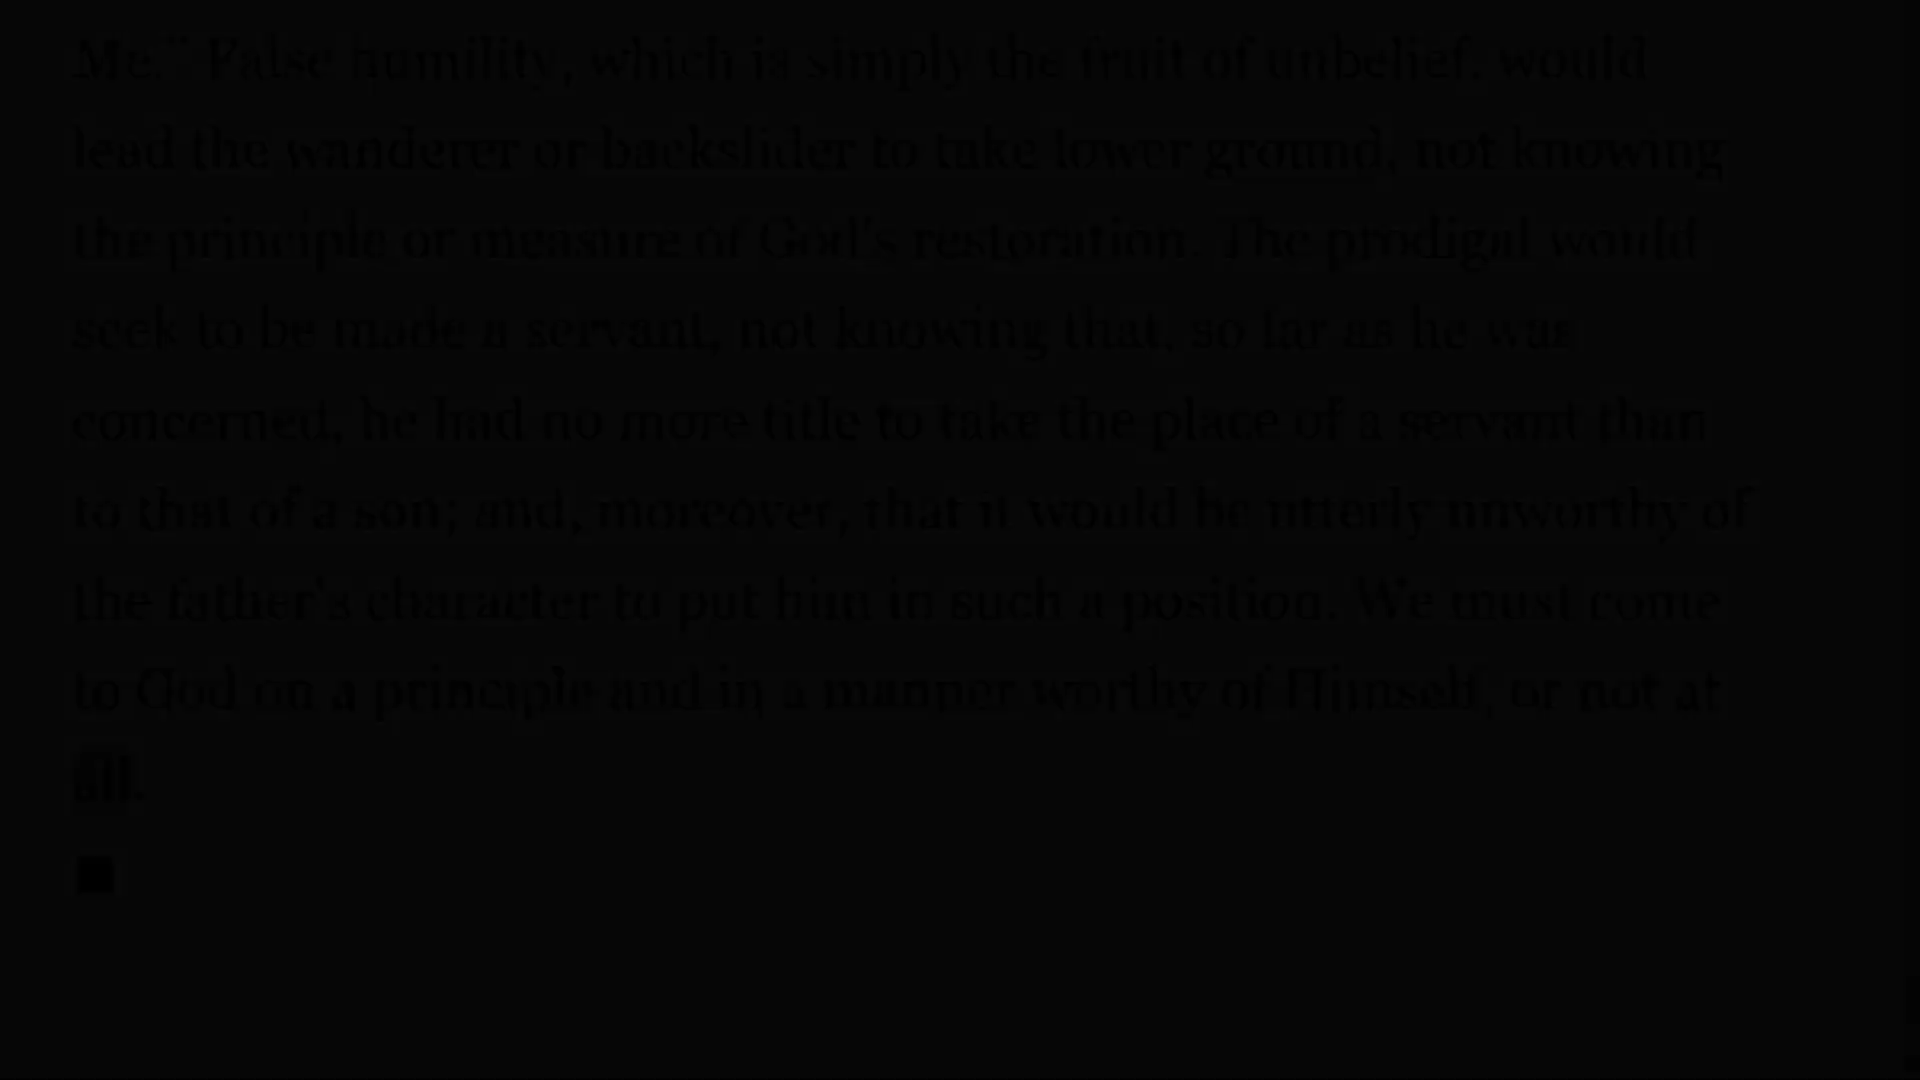 Me." False humility, which is simply the fruit of unbelief, would
lead the wanderer or backslider to take lower ground, not knowing
the principle or measure of God's restoration. The prodigal would
seek to be made a servant, not knowing that, so far as he was
concerned, he had no more title to take the place of a servant than
to that of a son; and, moreover, that it would be utterly unworthy of
the father's character to put him in such a position. We must come
to God on a principle and in a manner worthy of Himself, or not at
all.